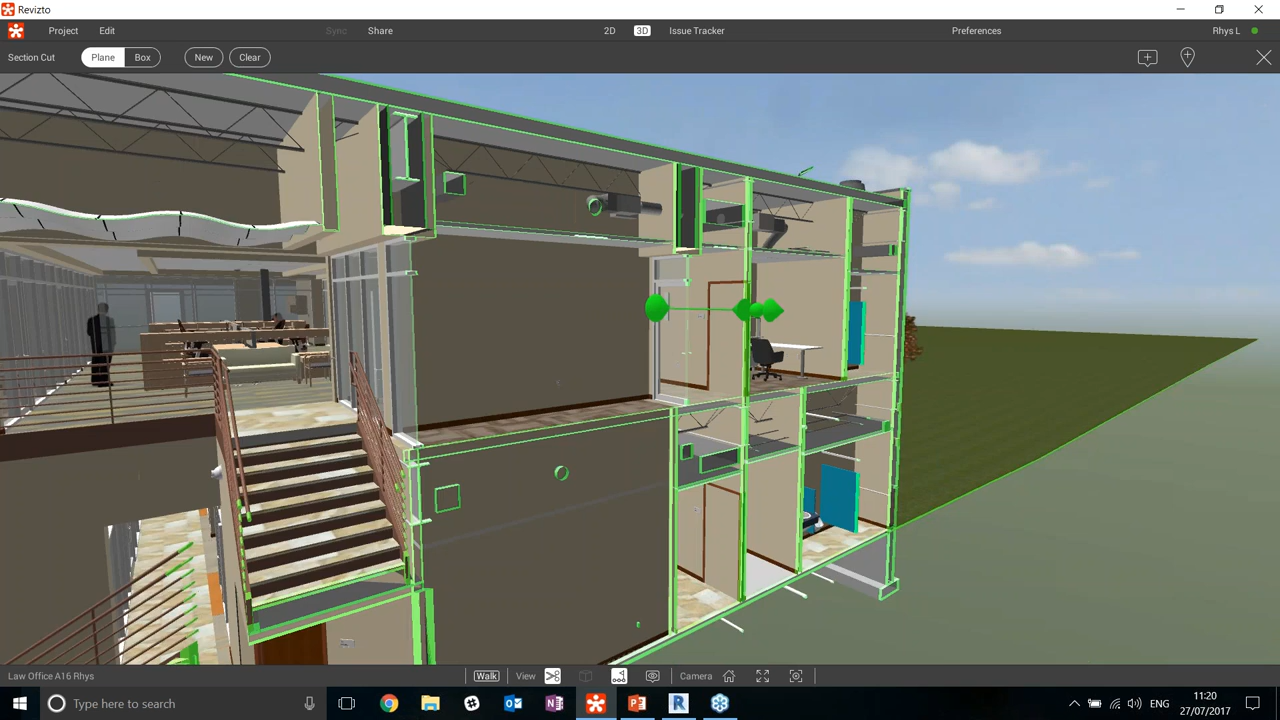 Revizto
Project Edit Sync Share 2D 3D Issue Tracker Preferences Rhys L
Section Cut Plane Box New Clear
Law Office A16 Rhys Walk View Camera
Type here to search ENG 11:20
27/07/2017